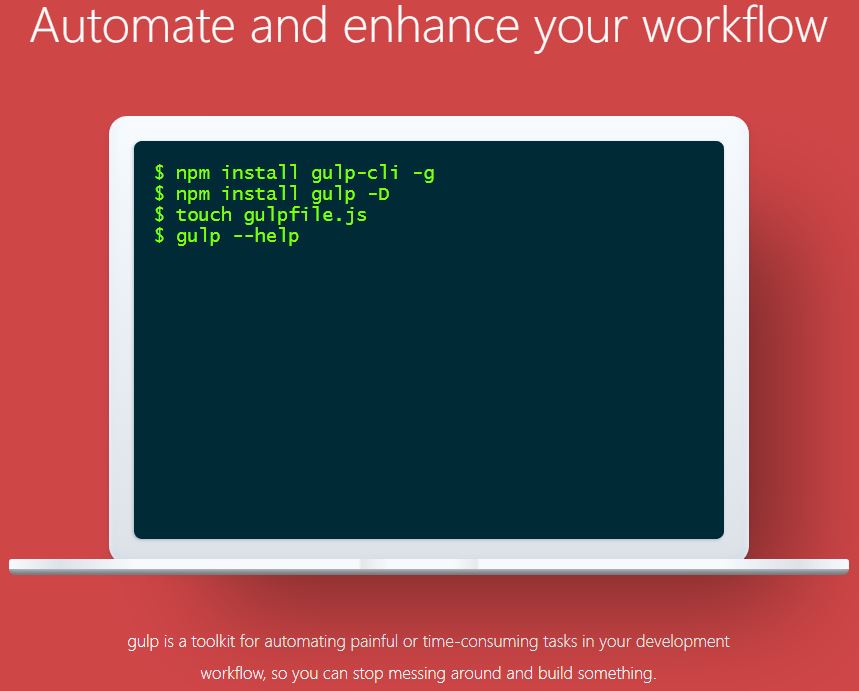 Automate and enhance your workflow
$ npm install gulp-cli -g
$ npm install gulp -D
$ touch gulpfile.js
$ gulp --help
gulp is a toolkit for automating painful or time-consuming tasks in your development
workflow, so you can stop messing around and build something.